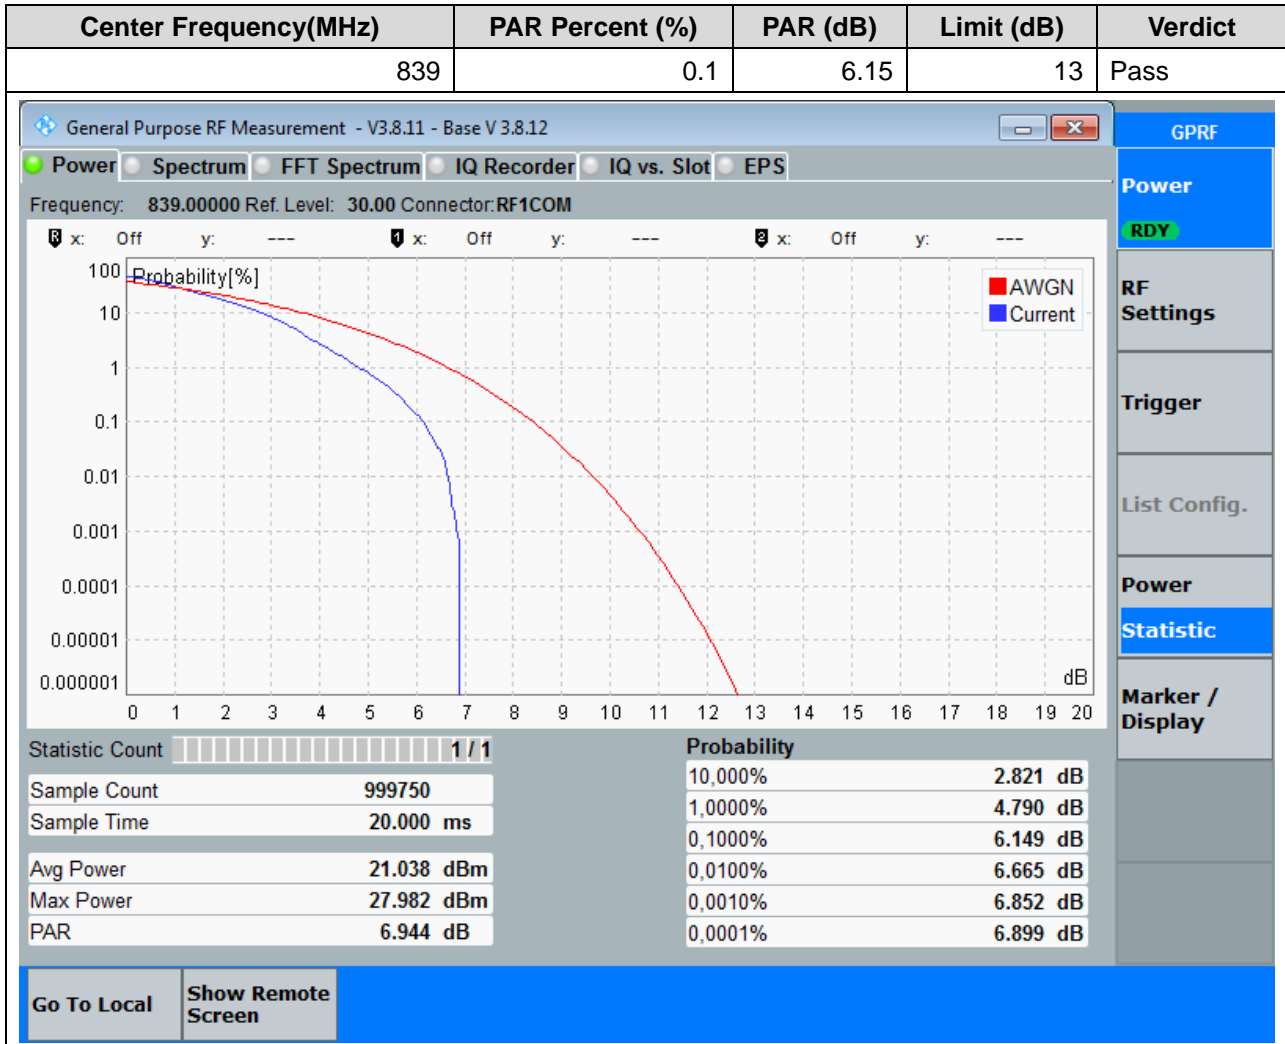 Center Frequency(MHz) PAR Percent (%) PAR (dB) Limit (dB) Verdict
839 0.1 6.15 13 Pass
General Purpose RF Measurement - V3.8.11 - Base V 3.8.12
GPRF
Power Spectrum FFT Spectrum IQ Recorder IQ vs. Slot EPS
Frequency: 839.00000 Ref. Level: 30.00 Connector: RF1COM
R x: Off y: --- 1 x: Off y: --- 2 x: Off y: ---
Probability[%]
100
10
1
0.1
0.01
0.001
0.0001
0.00001
0.000001
AWGN
Current
dB
0 1 2 3 4 5 6 7 8 9 10 11 12 13 14 15 16 17 18 19 20
Statistic Count 1 / 1
Sample Count 999750
Sample Time 20.000 ms
Avg Power 21.038 dBm
Max Power 27.982 dBm
PAR 6.944 dB
Probability
10,000% 2.821 dB
1,0000% 4.790 dB
0,1000% 6.149 dB
0,0100% 6.665 dB
0,0010% 6.852 dB
0,0001% 6.899 dB
Power
RDY
RF
Settings
Trigger
List Config.
Power
Statistic
Marker /
Display
Go To Local
Show Remote
Screen